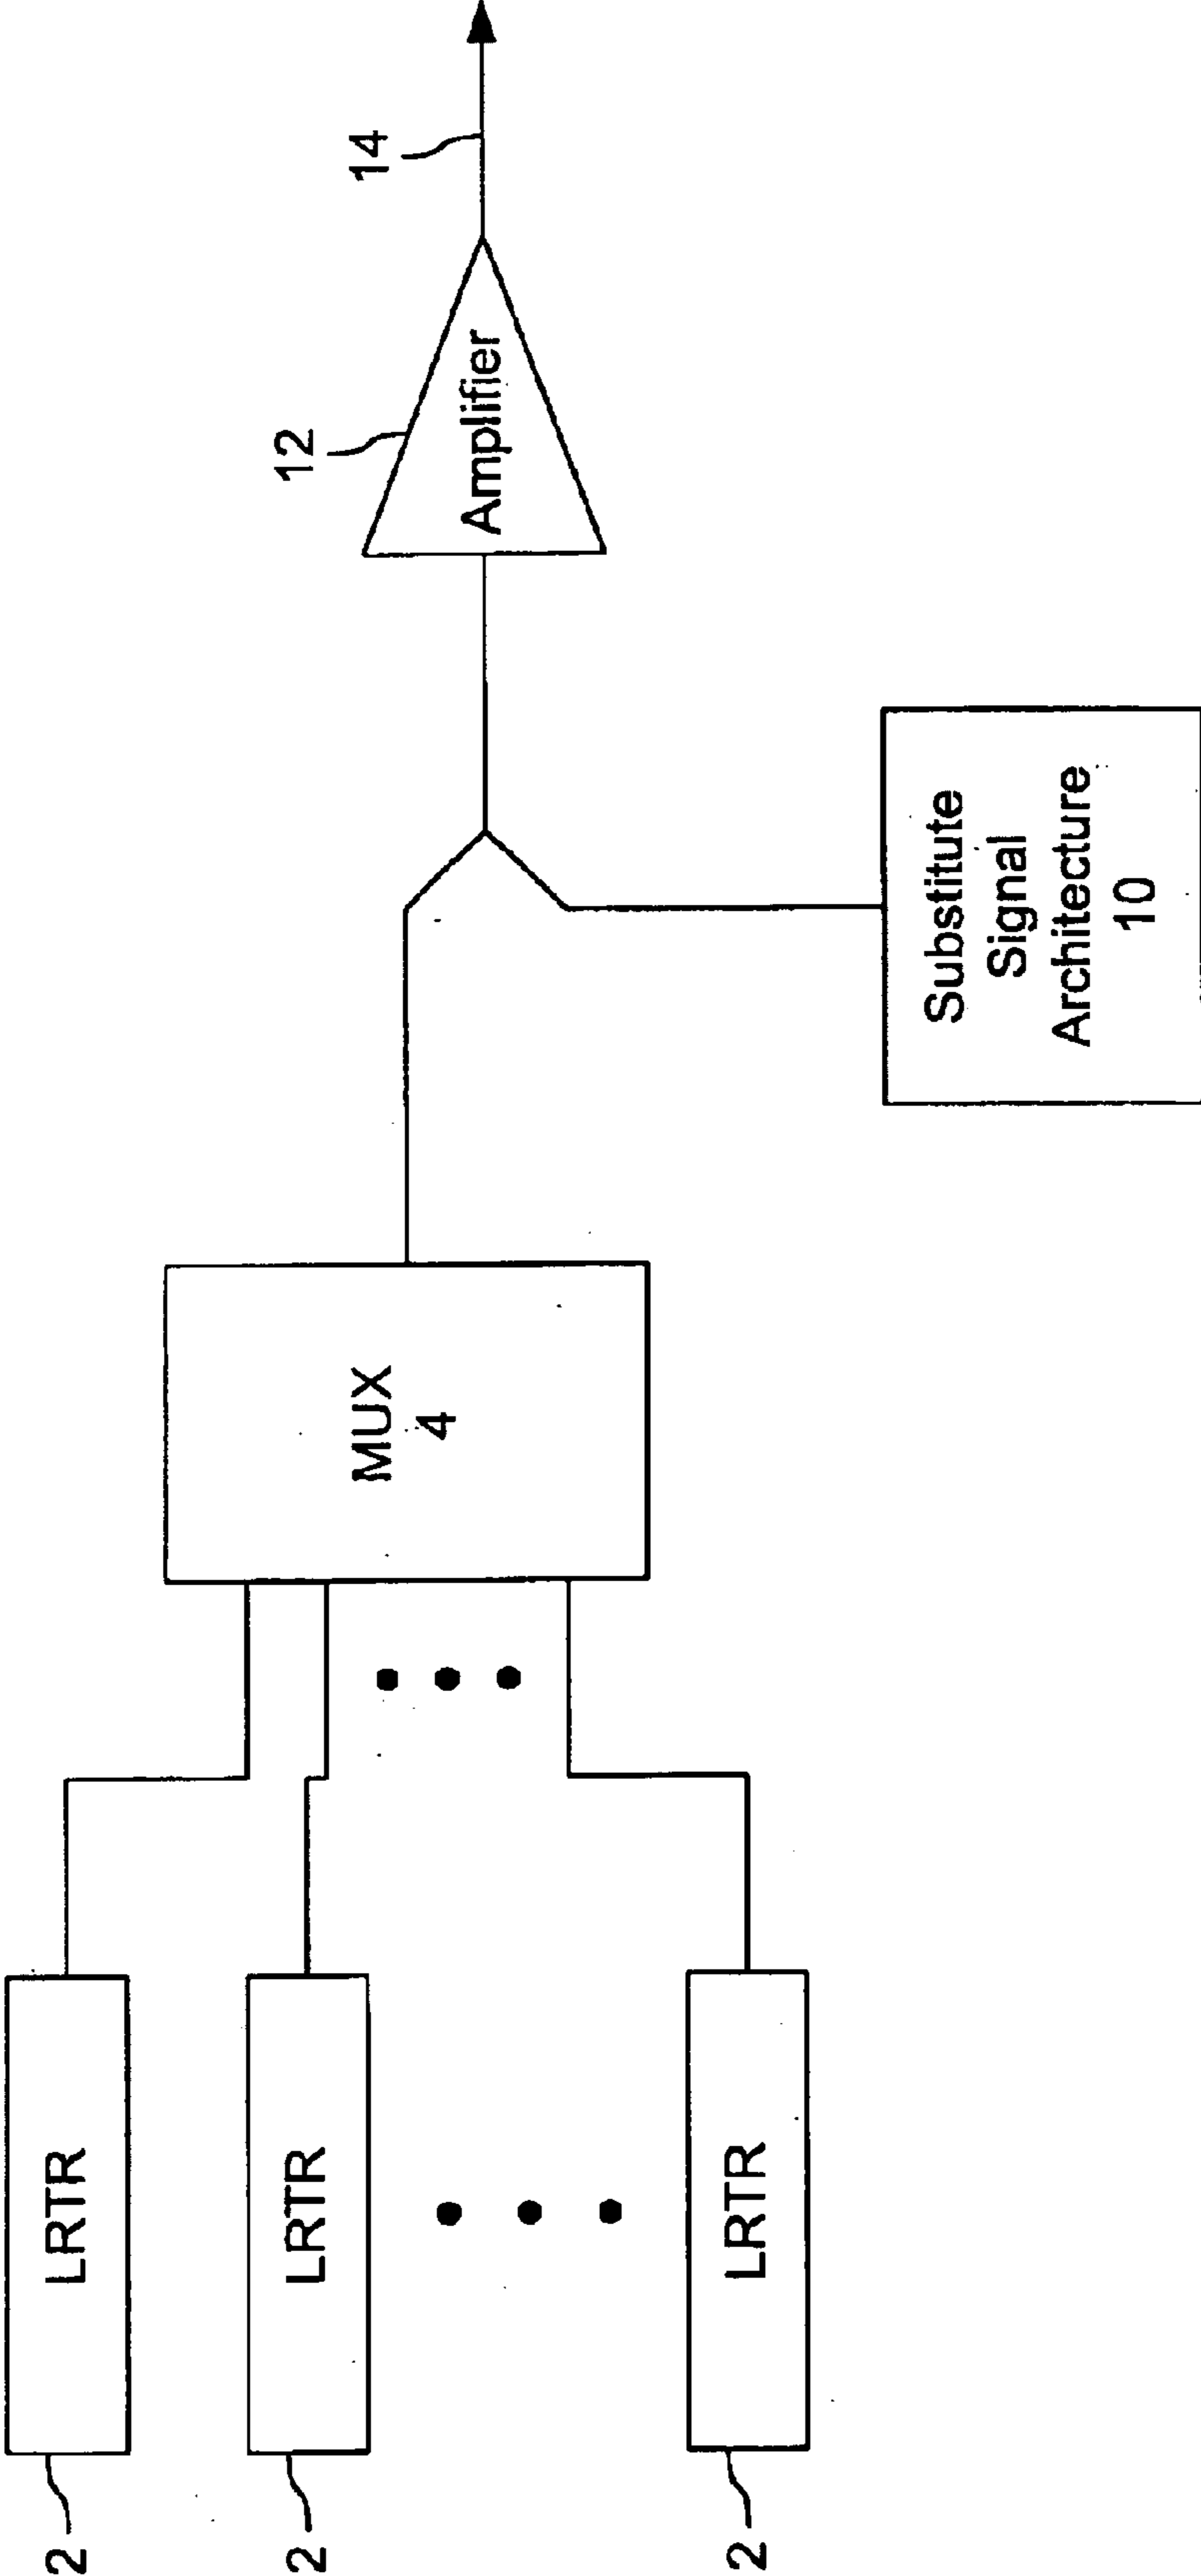 2
LRTR
2
LRTR
2
LRTR
MUX
4
Substitute
Signal
Architecture
10
12
Amplifier
14